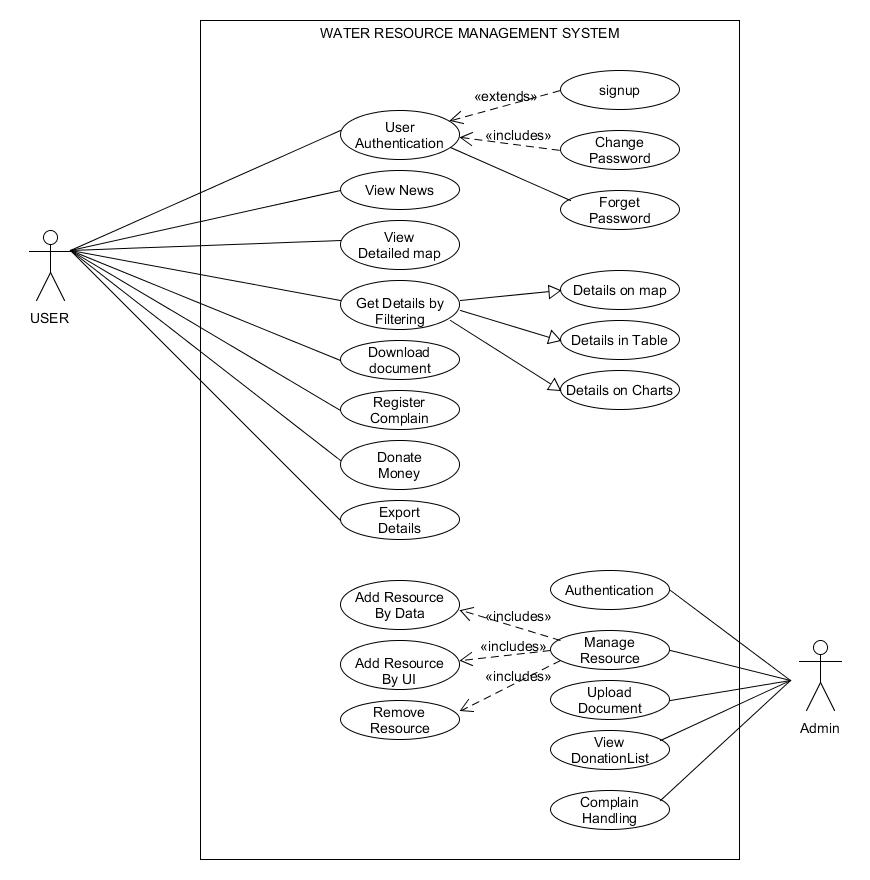 WATER RESOURCE MANAGEMENT SYSTEM
signup
«extends»
User
Authentication
«includes»
Change
Password
View News
Forget
Password
View
Detailed map
USER
Get Details by
Filtering
Details on map
Details in Table
Download
document
Details on Charts
Register
Complain
Donate
Money
Export
Details
Add Resource
By Data
Authentication
«includes»
Add Resource
By UI
«includes»
Manage
Resource
«includes»
Remove
Resource
Upload
Document
Admin
View
DonationList
Complain
Handling